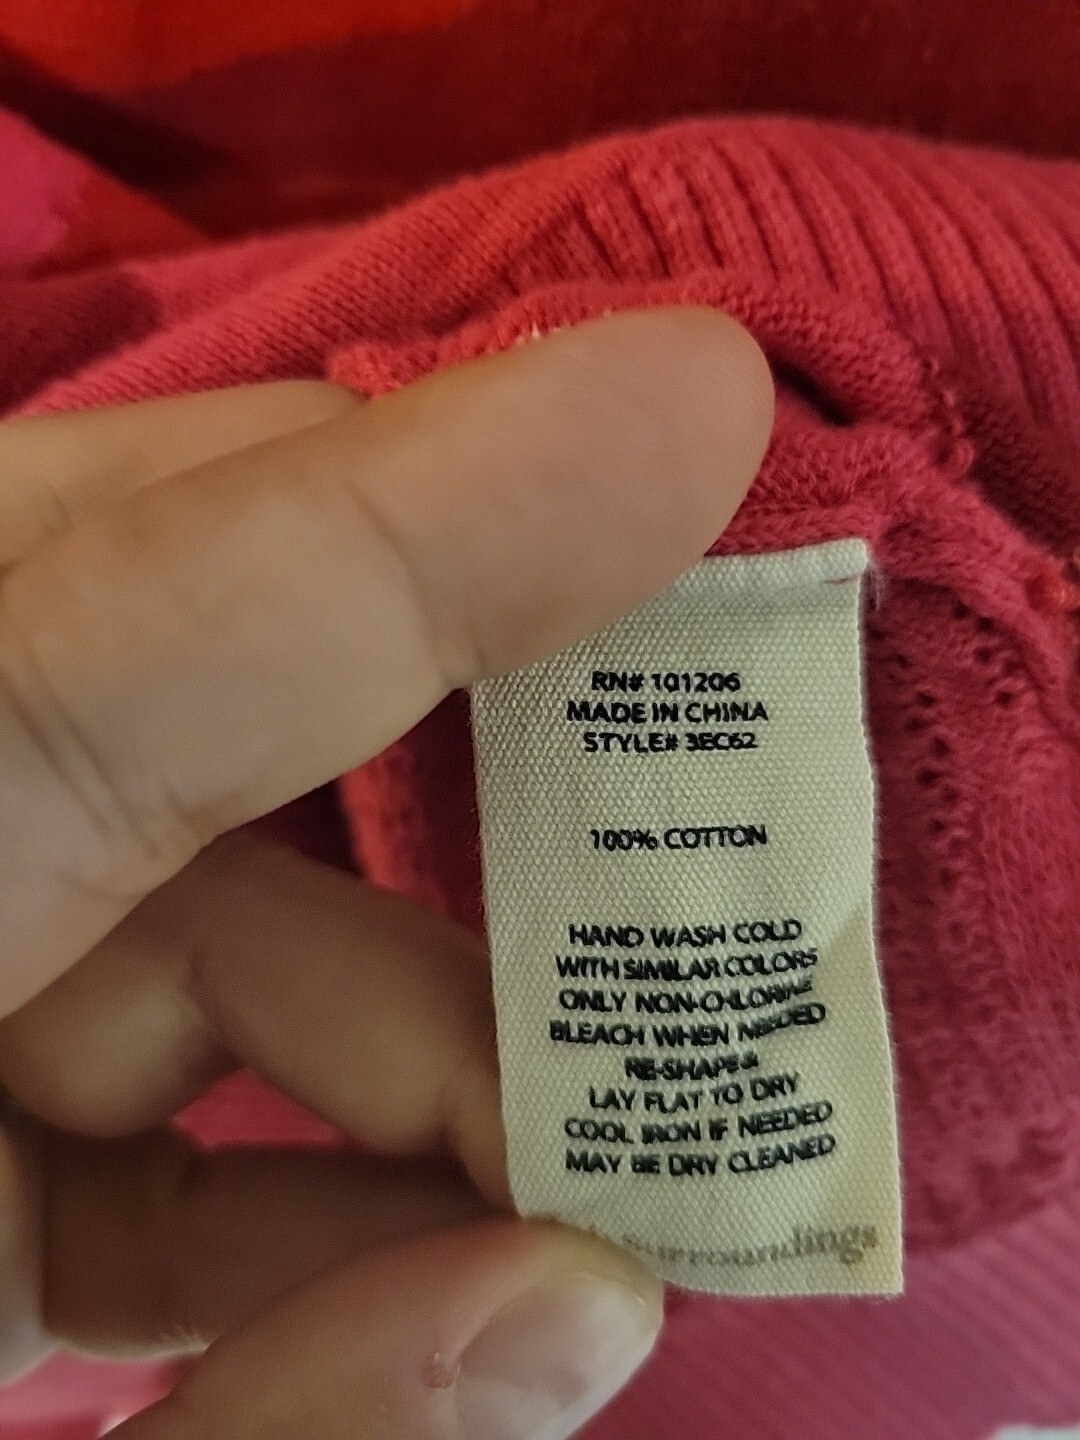 RN# 101206
MADE IN CHINA
STYLE# 3EC62
100% COTTON
HAND WASH COLD
WITH SIMILAR COLORS
ONLY NON-CHLORINE
BLEACH WHEN NEEDED
RE-SHAPE &
LAY FLAT TO DRY
COOL IRON IF NEEDED
MAY BE DRY CLEANED
surroundings